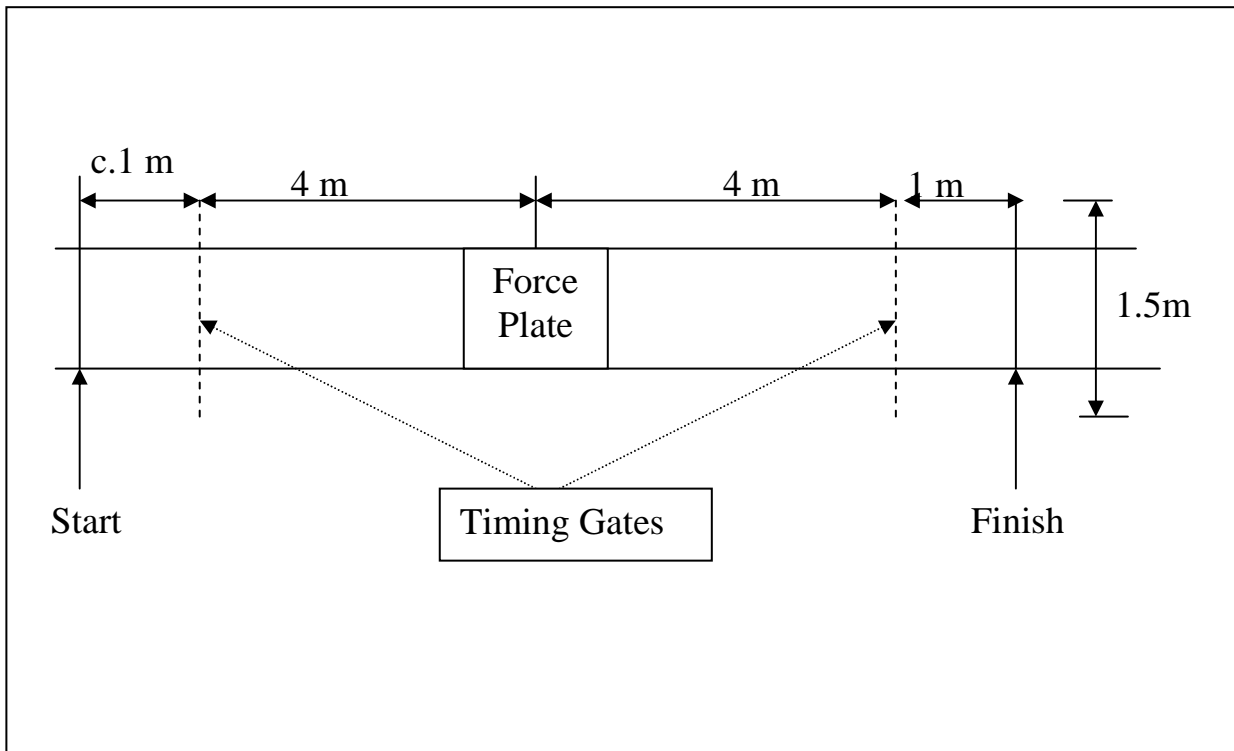 c.1 m
4 m
4 m
1 m
Force
Plate
1.5m
Start
Timing Gates
Finish